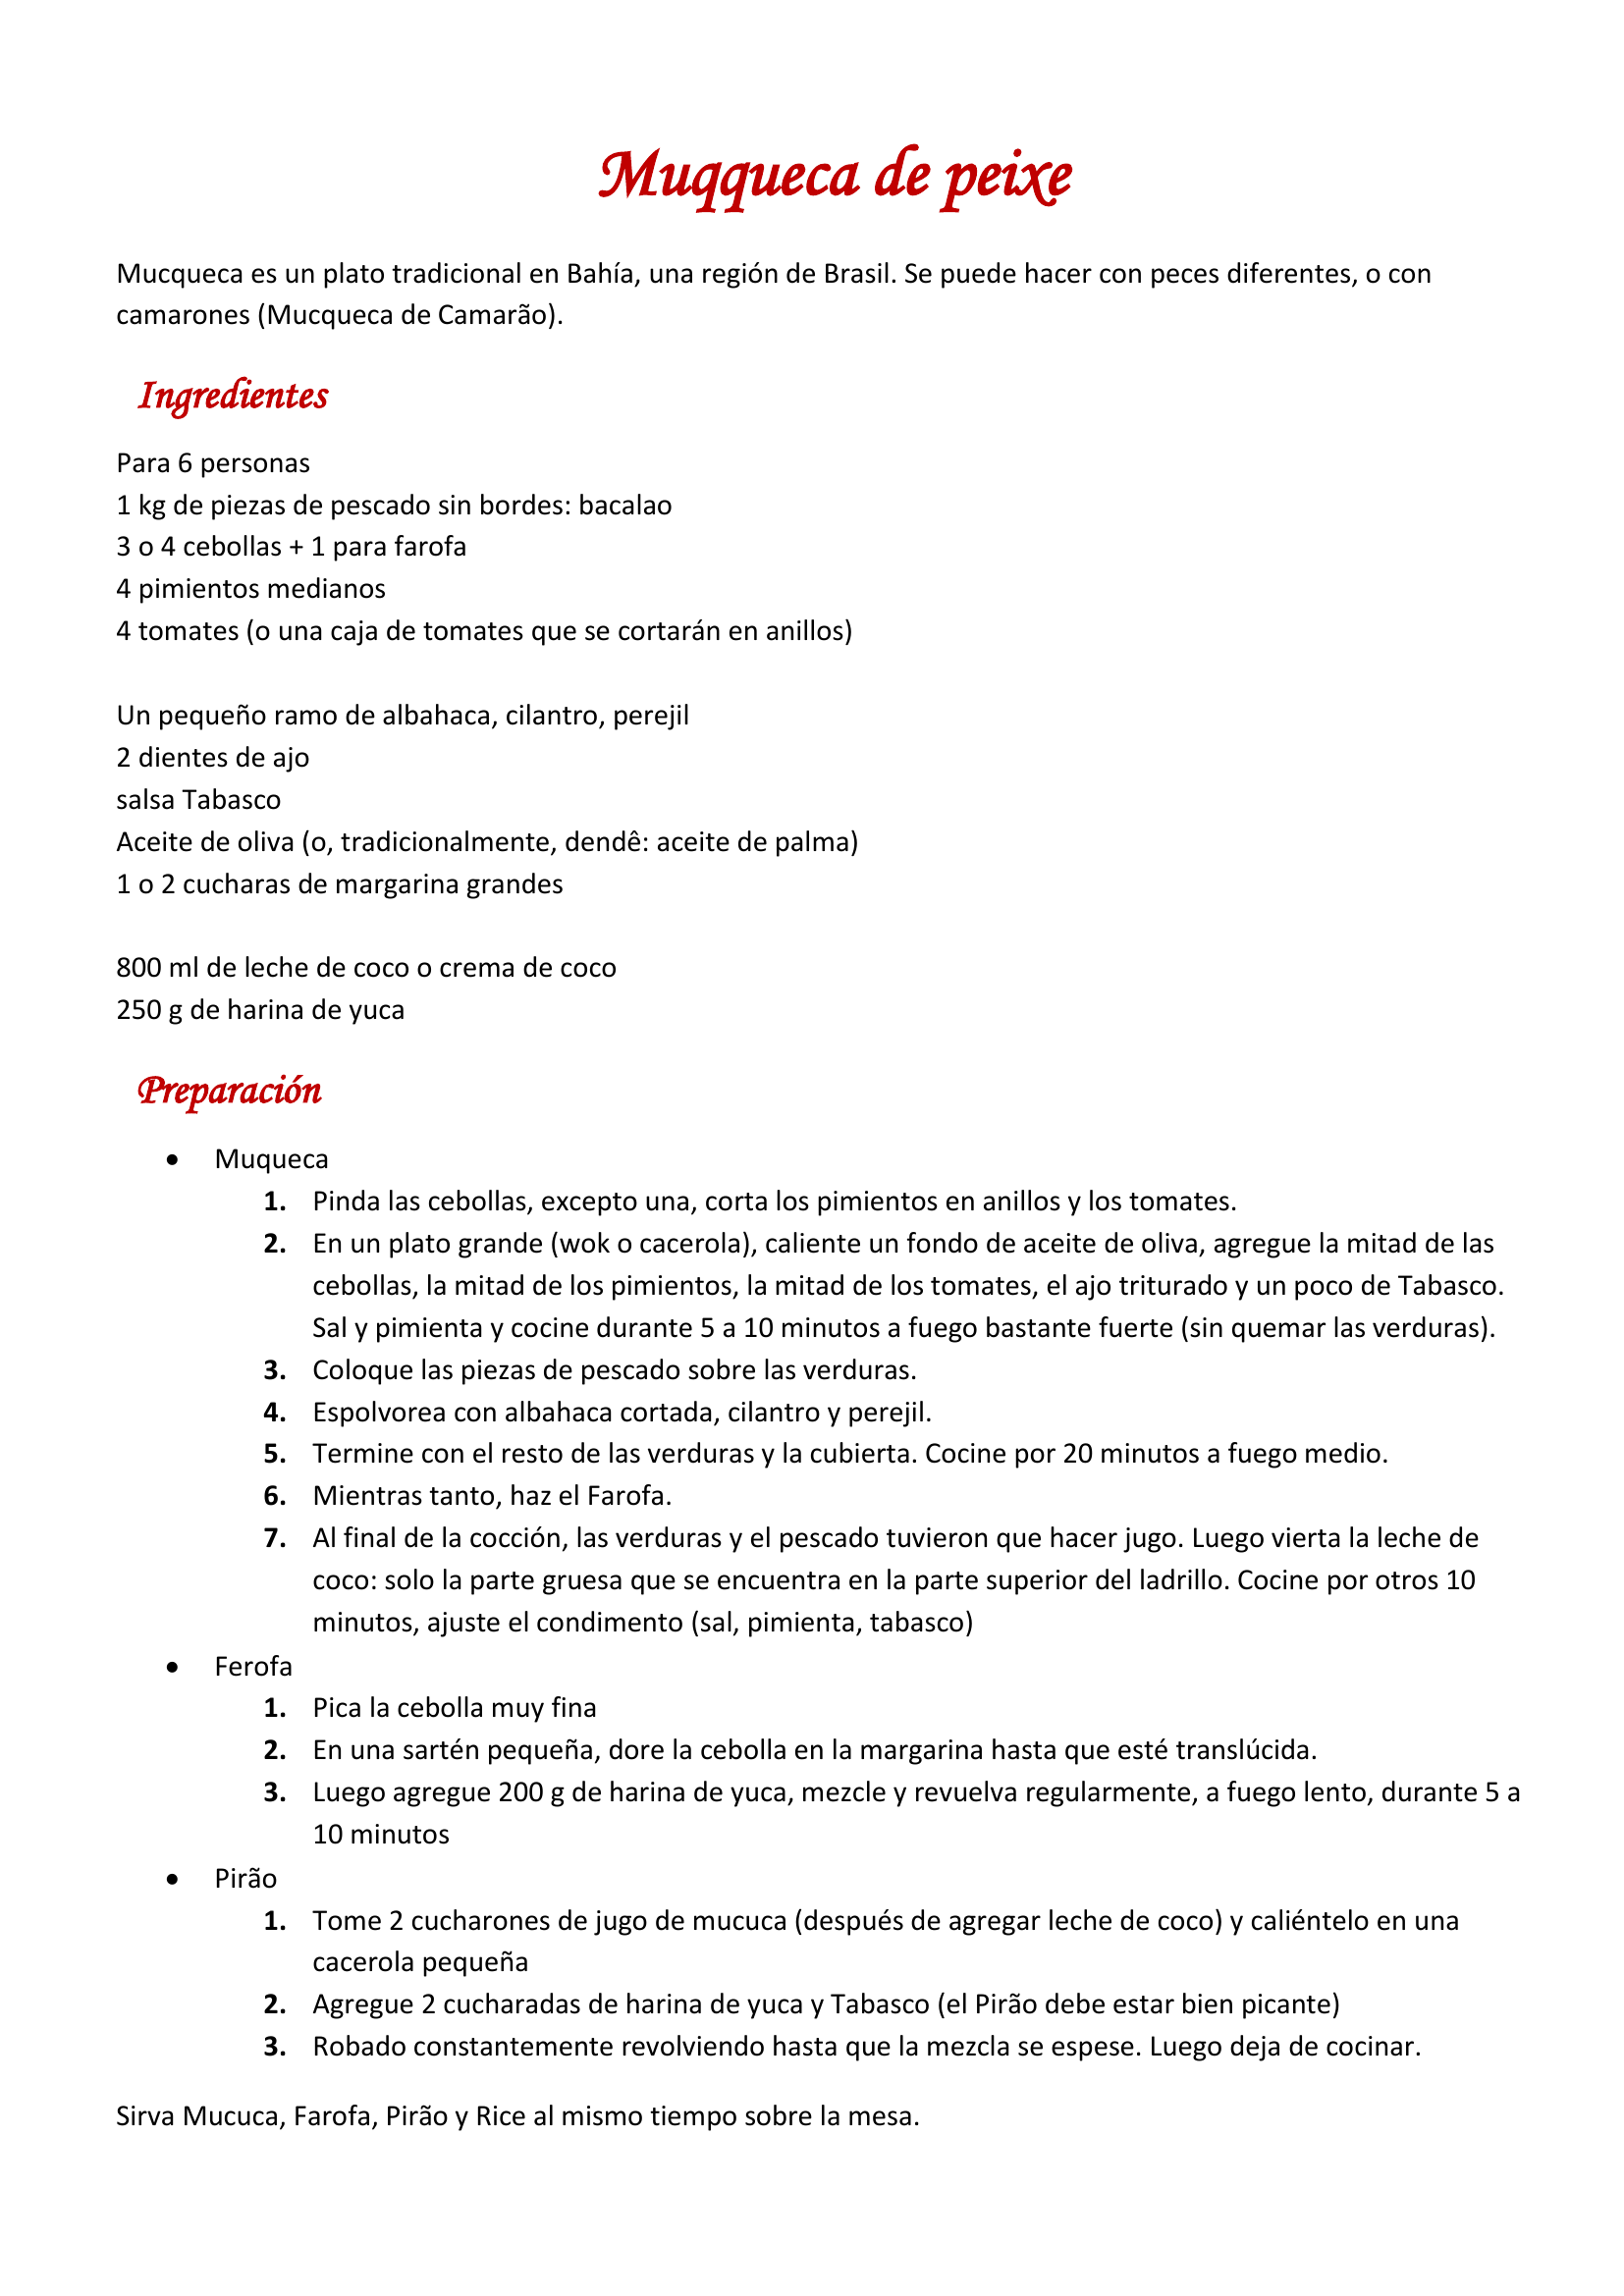 Muqqueca de peixe
Mucqueca es un plato tradicional en Bahía, una región de Brasil. Se puede hacer con peces diferentes, o con
camarones (Mucqueca de Camarão).
Ingredientes
Para 6 personas
1 kg de piezas de pescado sin bordes: bacalao
3 o 4 cebollas + 1 para farofa
4 pimientos medianos
4 tomates (o una caja de tomates que se cortarán en anillos)
Un pequeño ramo de albahaca, cilantro, perejil
2 dientes de ajo
salsa Tabasco
Aceite de oliva (o, tradicionalmente, dendê: aceite de palma)
1 o 2 cucharas de margarina grandes
800 ml de leche de coco o crema de coco
250 g de harina de yuca
Preparación
• Muqueca
1. Pinda las cebollas, excepto una, corta los pimientos en anillos y los tomates.
2. En un plato grande (wok o cacerola), caliente un fondo de aceite de oliva, agregue la mitad de las
cebollas, la mitad de los pimientos, la mitad de los tomates, el ajo triturado y un poco de Tabasco.
Sal y pimienta y cocine durante 5 a 10 minutos a fuego bastante fuerte (sin quemar las verduras).
3. Coloque las piezas de pescado sobre las verduras.
4. Espolvorea con albahaca cortada, cilantro y perejil.
5. Termine con el resto de las verduras y la cubierta. Cocine por 20 minutos a fuego medio.
6. Mientras tanto, haz el Farofa.
7. Al final de la cocción, las verduras y el pescado tuvieron que hacer jugo. Luego vierta la leche de
coco: solo la parte gruesa que se encuentra en la parte superior del ladrillo. Cocine por otros 10
minutos, ajuste el condimento (sal, pimienta, tabasco)
• Ferofa
1. Pica la cebolla muy fina
2. En una sartén pequeña, dore la cebolla en la margarina hasta que esté translúcida.
3. Luego agregue 200 g de harina de yuca, mezcle y revuelva regularmente, a fuego lento, durante 5 a
10 minutos
• Pirão
1. Tome 2 cucharones de jugo de mucuca (después de agregar leche de coco) y caliéntelo en una
cacerola pequeña
2. Agregue 2 cucharadas de harina de yuca y Tabasco (el Pirão debe estar bien picante)
3. Robado constantemente revolviendo hasta que la mezcla se espese. Luego deja de cocinar.
Sirva Mucuca, Farofa, Pirão y Rice al mismo tiempo sobre la mesa.